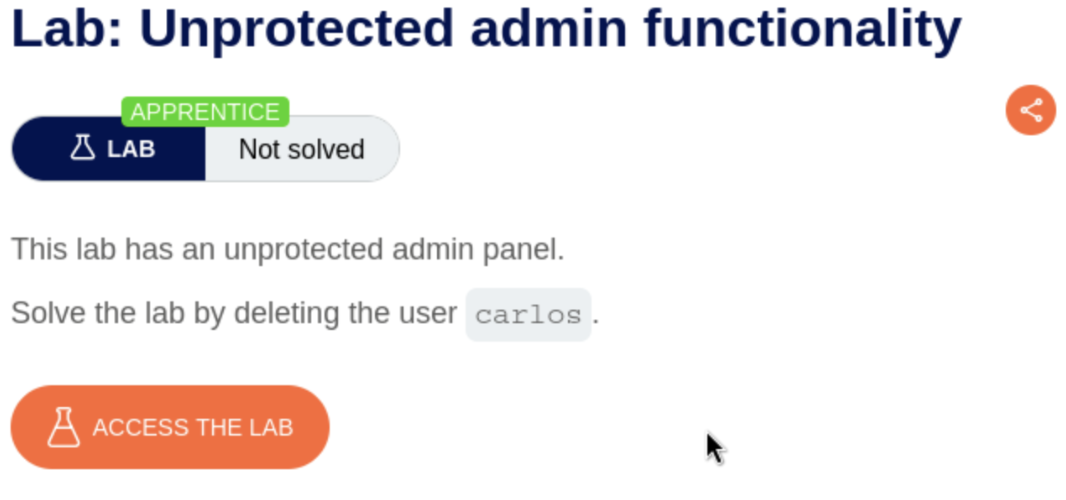 Lab: Unprotected admin functionality
APPRENTICE
LAB Not solved
This lab has an unprotected admin panel.
Solve the lab by deleting the user carlos.
ACCESS THE LAB